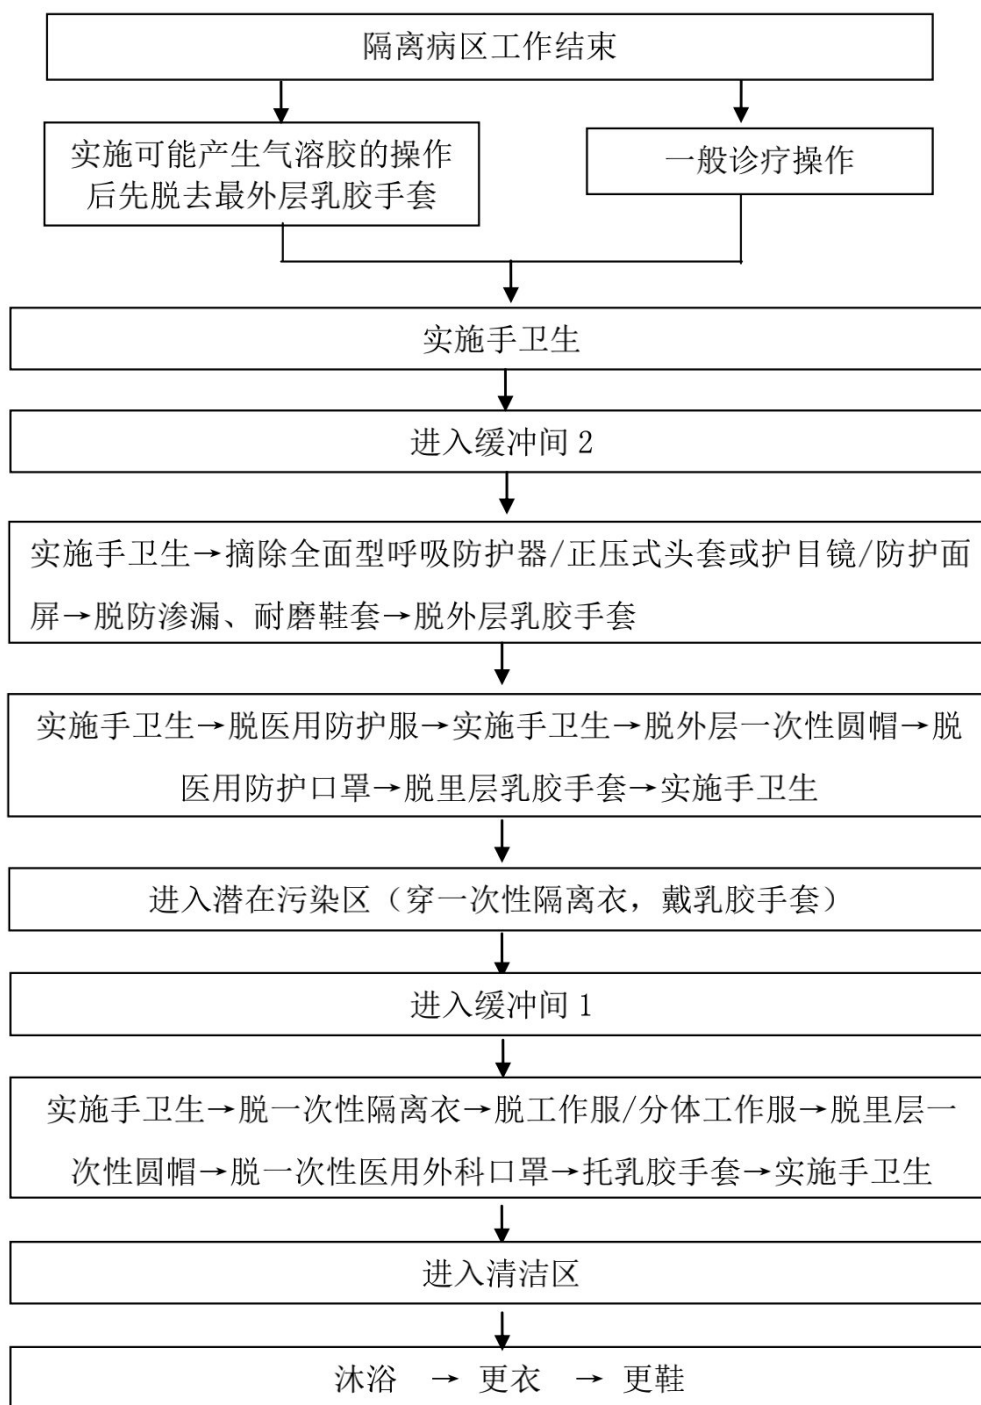 隔离病区工作结束
实施可能产生气溶胶的操作
后先脱去最外层乳胶手套
一般诊疗操作
实施手卫生
进入缓冲间 2
实施手卫生→摘除全面型呼吸防护器/正压式头套或护目镜/防护面
屏→脱防渗漏、耐磨鞋套→脱外层乳胶手套
实施手卫生→脱医用防护服→实施手卫生→脱外层一次性圆帽→脱
医用防护口罩→脱里层乳胶手套→实施手卫生
进入潜在污染区（穿一次性隔离衣，戴乳胶手套）
进入缓冲间 1
实施手卫生→脱一次性隔离衣→脱工作服/分体工作服→脱里层一
次性圆帽→脱一次性医用外科口罩→托乳胶手套→实施手卫生
进入清洁区
沐浴 → 更衣 → 更鞋